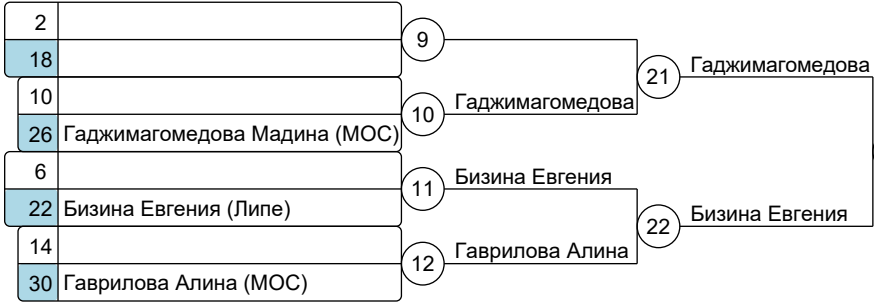 2
9
18
21
Гаджимагомедова
10
10
Гаджимагомедова
26 Гаджимагомедова Мадина (МОС)
6
11
Бизина Евгения
22 Бизина Евгения (Липе)
22
Бизина Евгения
14
12
Гаврилова Алина
30 Гаврилова Алина (МОС)